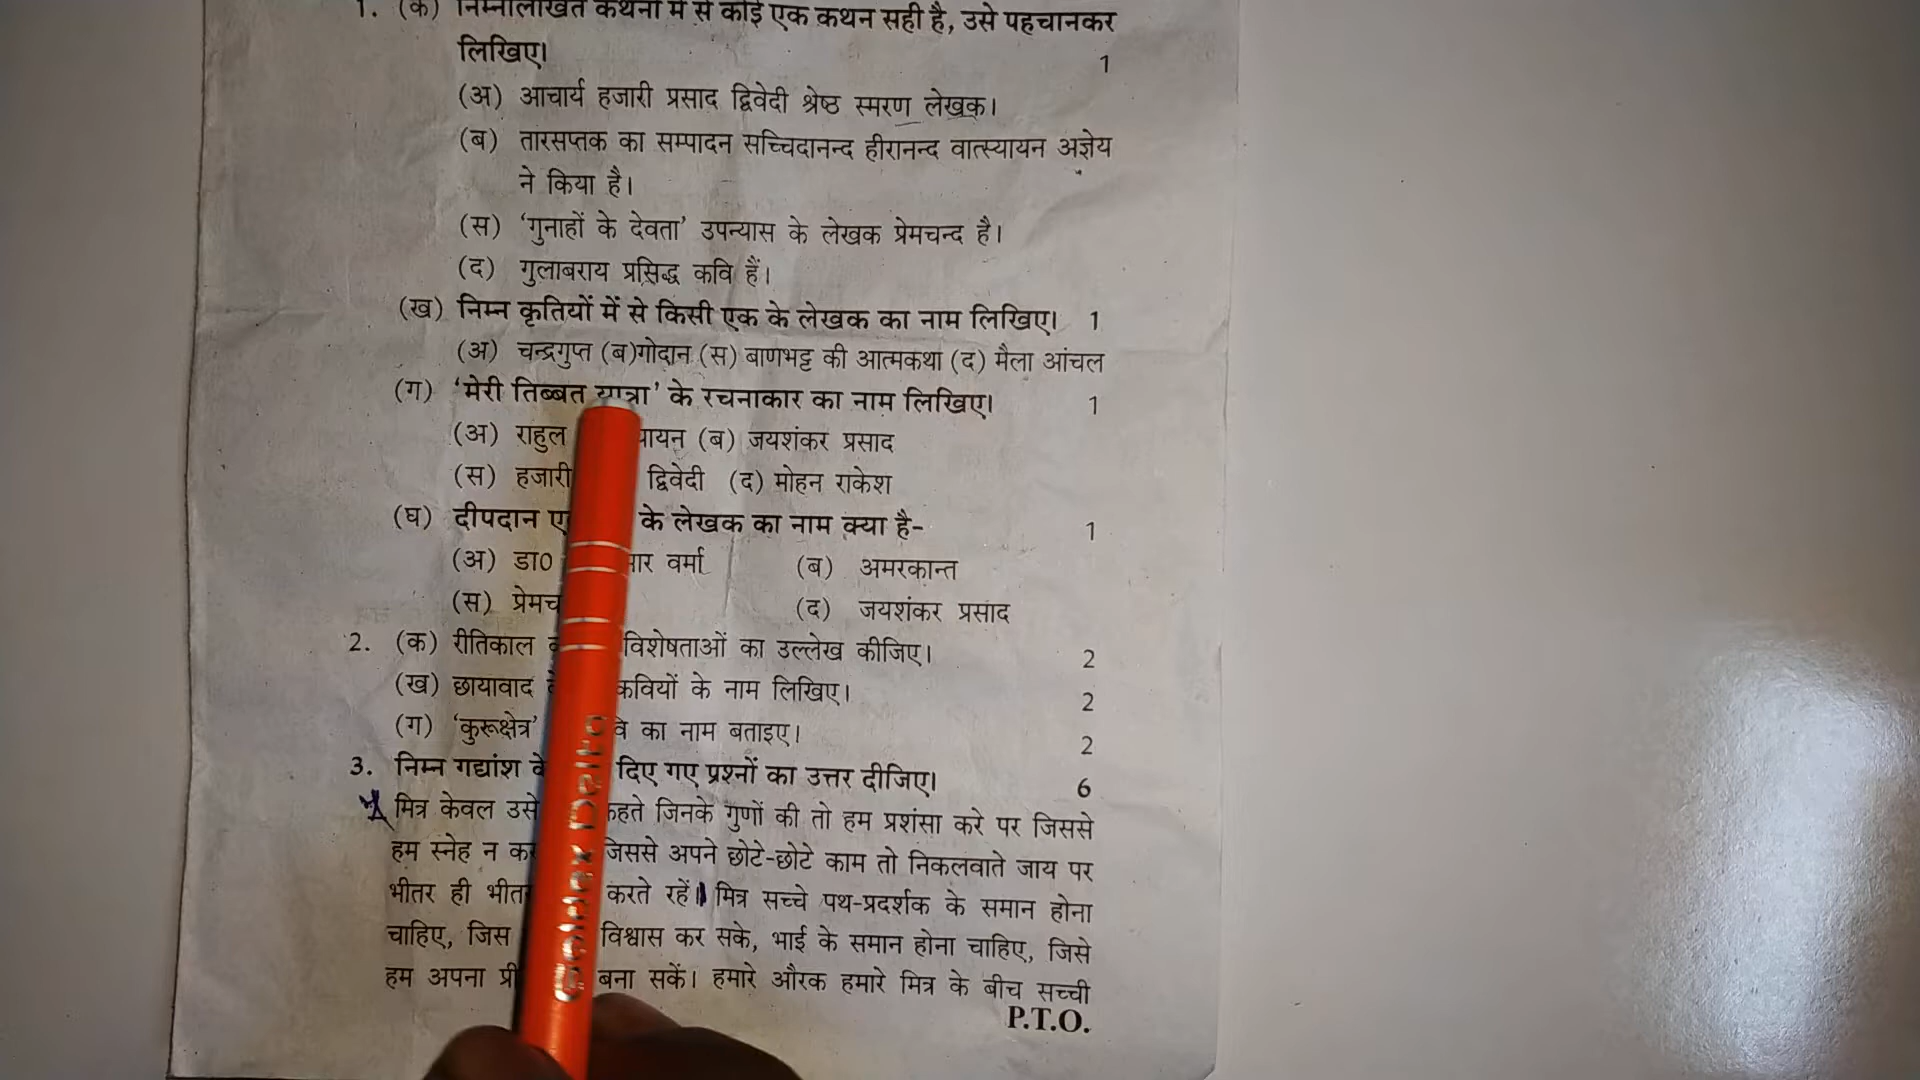 1. (क) निम्नलिखित कथनों में से कोई एक कथन सही है, उसे पहचानकर
लिखिए। 1
(अ) आचार्य हजारी प्रसाद द्विवेदी श्रेष्ठ स्मरण लेखक।
(ब) तारसप्तक का सम्पादन सच्चिदानन्द हीरानन्द वात्स्यायन अज्ञेय
ने किया है।
(स) ‘गुनाहों के देवता’ उपन्यास के लेखक प्रेमचन्द है।
(द) गुलाबराय प्रसिद्ध कवि हैं।
(ख) निम्न कृतियों में से किसी एक के लेखक का नाम लिखिए। 1
(अ) चन्द्रगुप्त (ब)गोदान (स) बाणभट्ट की आत्मकथा (द) मैला आंचल
(ग) ‘मेरी तिब्बत यात्रा’ के रचनाकार का नाम लिखिए। 1
(अ) राहुल (ब) जयशंकर प्रसाद
(स) हजारी द्विवेदी (द) मोहन राकेश
(घ) दीपदान के लेखक का नाम क्या है- 1
(अ) डा0 वर्मा (ब) अमरकान्त
(स) (द) जयशंकर प्रसाद
2. (क) रीतिकाल विशेषताओं का उल्लेख कीजिए। 2
(ख) छायावाद कवियों के नाम लिखिए। 2
(ग) ‘कुरूक्षेत्र’ का नाम बताइए। 2
3. निम्न गद्यांश दिए गए प्रश्नों का उत्तर दीजिए। 6
मित्र केवल उसे कहते जिनके गुणों की तो हम प्रशंसा करे पर जिससे
हम स्नेह न जिससे अपने छोटे-छोटे काम तो निकलवाते जाय पर
भीतर ही करते रहें। मित्र सच्चे पथ-प्रदर्शक के समान होना
चाहिए, जिस विश्वास कर सके, भाई के समान होना चाहिए, जिसे
हम अपना बना सकें। हमारे औरक हमारे मित्र के बीच सच्ची
P.T.O.